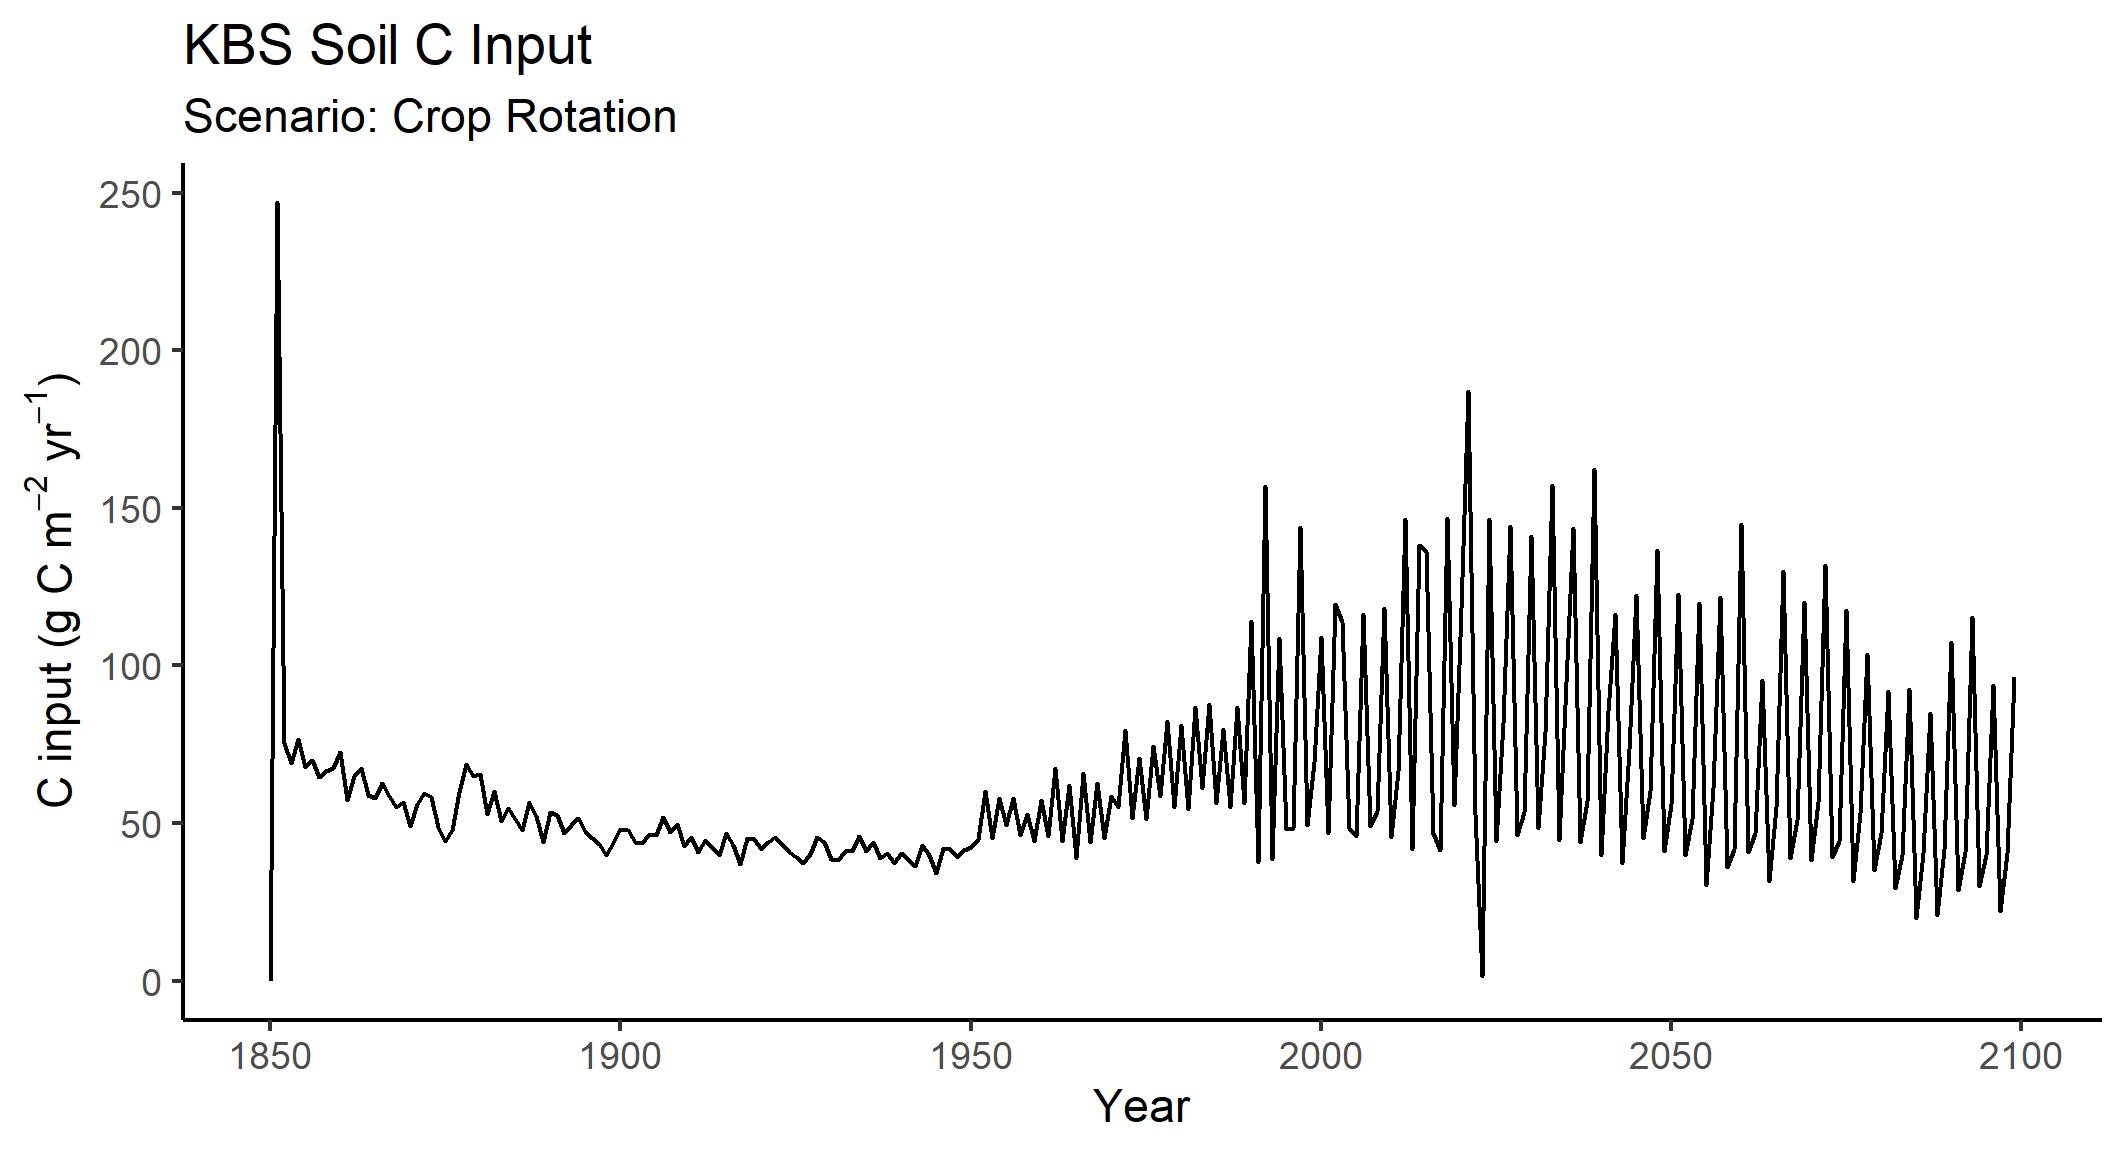 KBS Soil C Input
Scenario: Crop Rotation
C input (g C m⁻² yr⁻¹)
250
200
150
100
50
0
1850 1900 1950 2000 2050 2100
Year